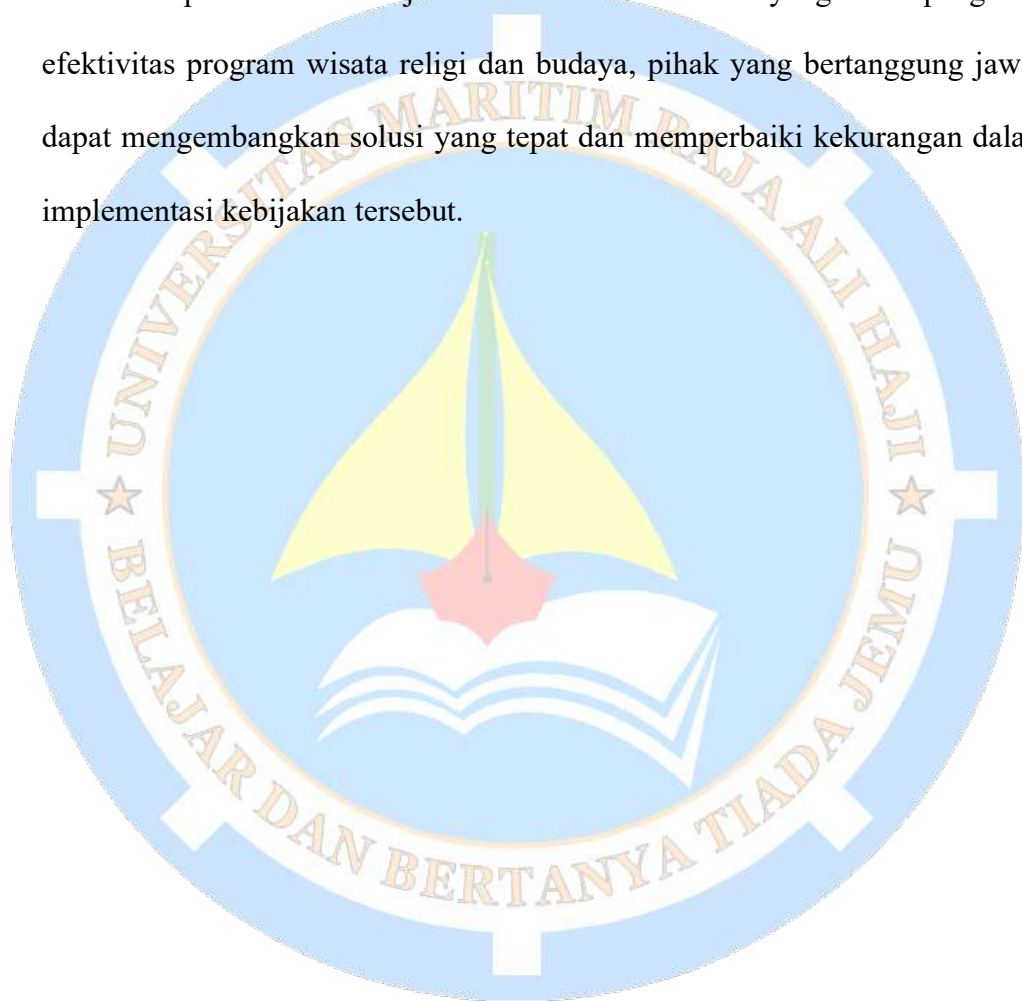 efektivitas program wisata religi dan budaya, pihak yang bertanggung jaw
dapat mengembangkan solusi yang tepat dan memperbaiki kekurangan dala
implementasi kebijakan tersebut.
UNIVERSITAS MARITIM RAJA ALI HAJI
BELAJAR DAN BERTANYA TIADA JEMU